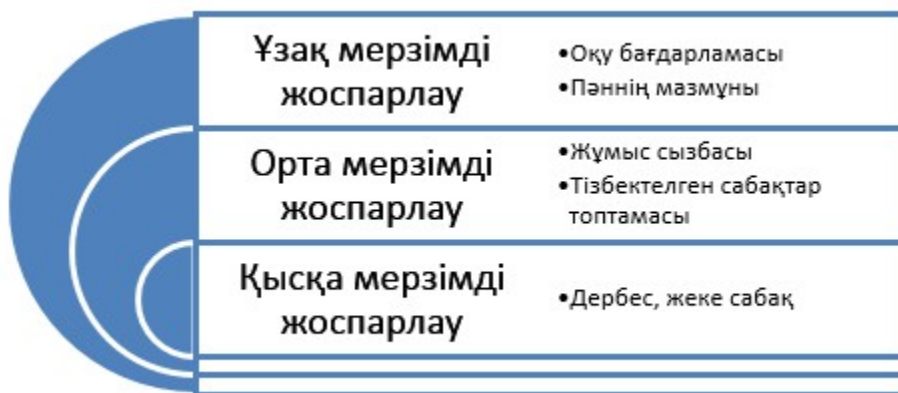 Ұзақ мерзімді
жоспарлау
•Оқу бағдарламасы
•Пәннің мазмұны
Орта мерзімді
жоспарлау
•Жұмыс сызбасы
•Тізбектелген сабақтар
топтамасы
Қысқа мерзімді
жоспарлау
•Дербес, жеке сабақ